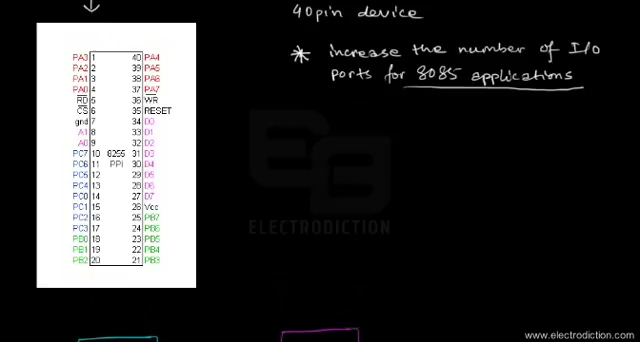 40 pin device
* increase the number of I/O
ports for 8085 applications
PA3 1 40 PA4
PA2 2 39 PA5
PA1 3 38 PA6
PA0 4 37 PA7
RD 5 36 WR
CS 6 35 RESET
gnd 7 34 D0
A1 8 33 D1
A0 9 32 D2
PC7 10 8255 31 D3
PC6 11 PPI 30 D4
PC5 12 29 D5
PC4 13 28 D6
PC0 14 27 D7
PC1 15 26 Vcc
PC2 16 25 PB7
PC3 17 24 PB6
PB0 18 23 PB5
PB1 19 22 PB4
PB2 20 21 PB3
ELECTRODICTION
www.electrodiction.com